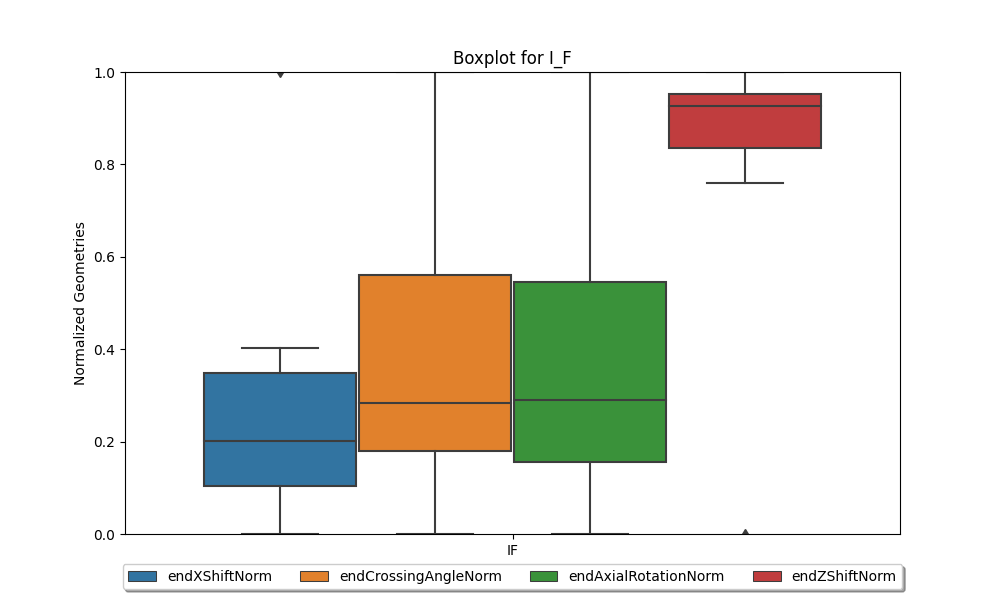 Boxplot for I_F
Normalized Geometries
1.0
0.8
0.6
0.4
0.2
0.0
IF
endXShiftNorm endCrossingAngleNorm endAxialRotationNorm endZShiftNorm